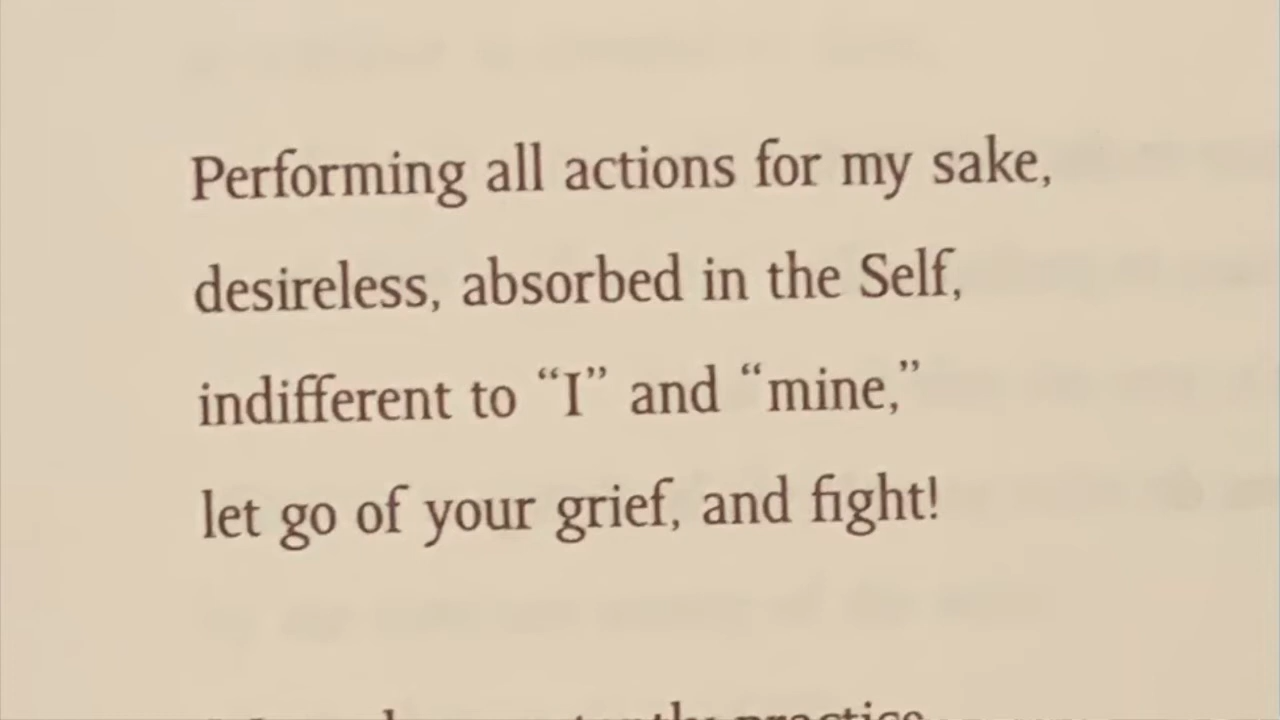 Performing all actions for my sake,
desireless, absorbed in the Self,
indifferent to “I” and “mine,”
let go of your grief, and fight!
practice